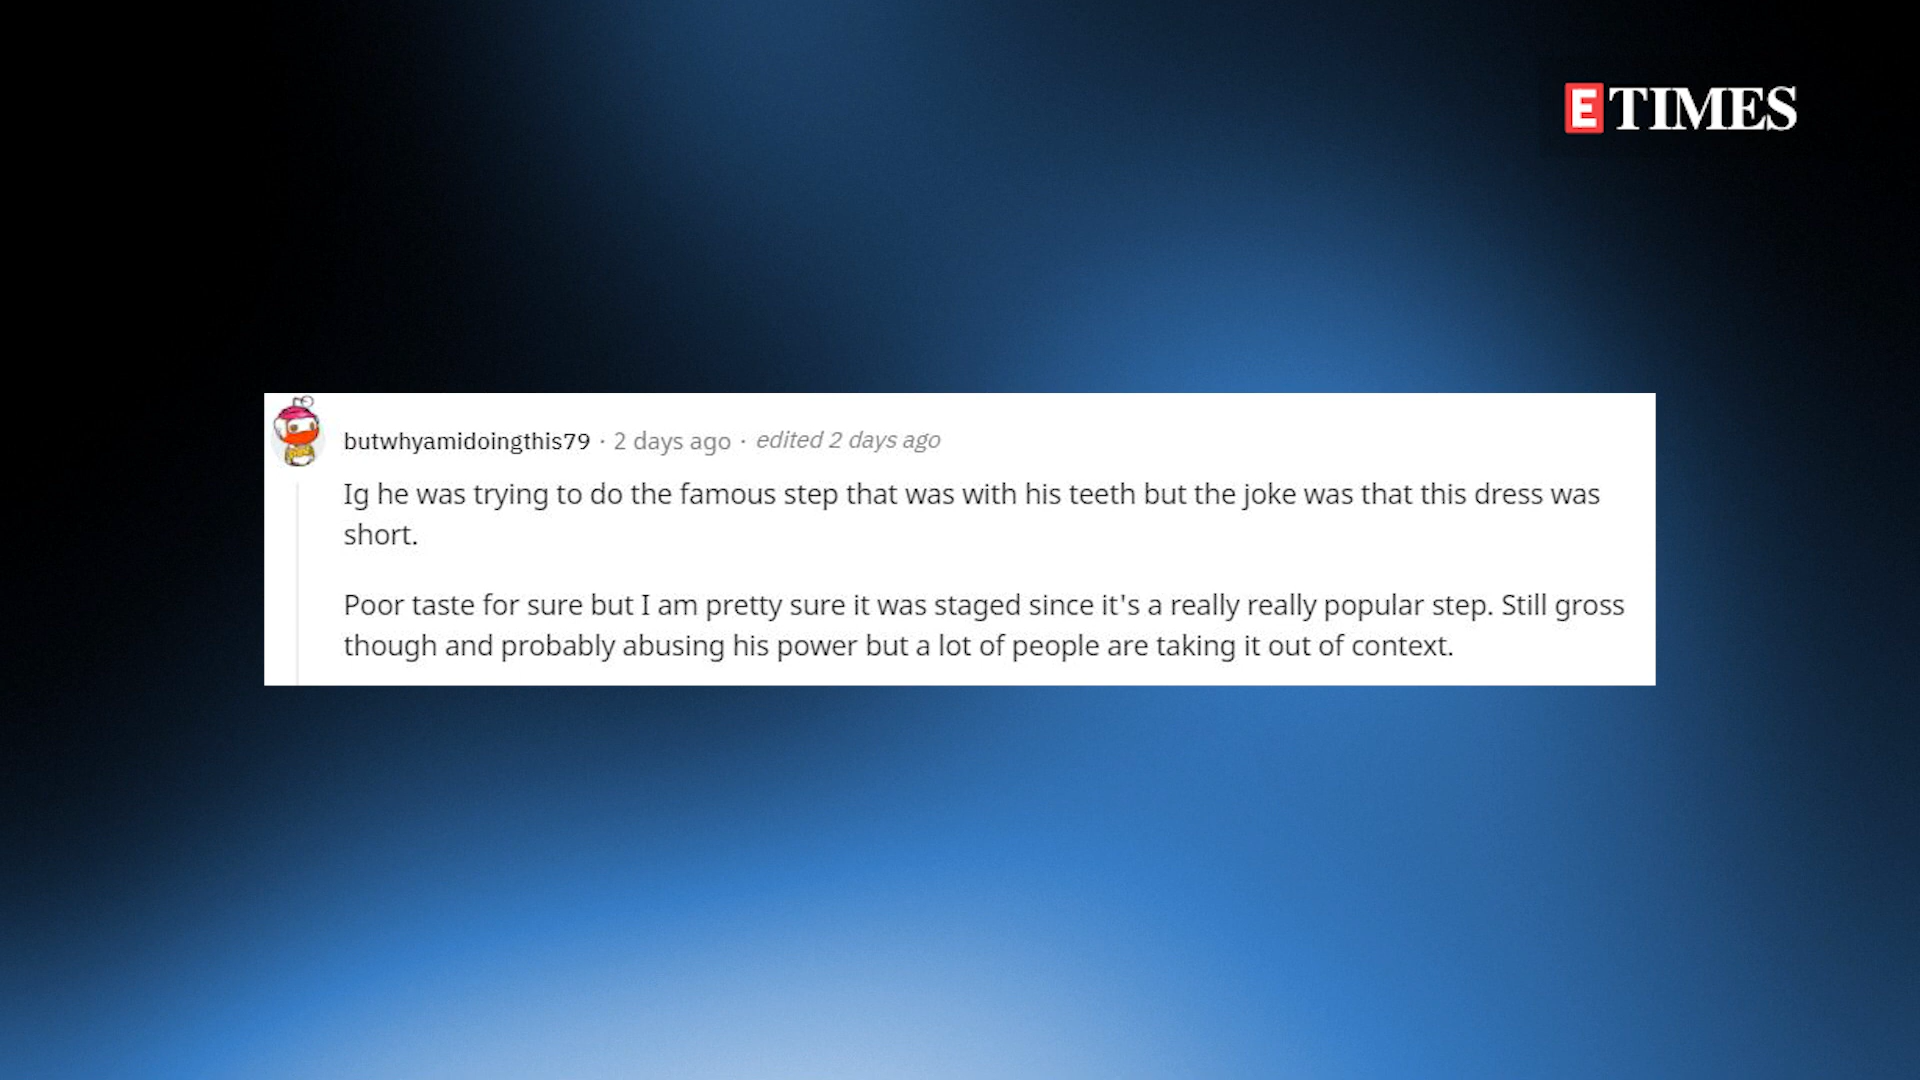 ETIMES
butwhyamidoingthis79 · 2 days ago · edited 2 days ago
Ig he was trying to do the famous step that was with his teeth but the joke was that this dress was
short.
Poor taste for sure but I am pretty sure it was staged since it's a really really popular step. Still gross
though and probably abusing his power but a lot of people are taking it out of context.